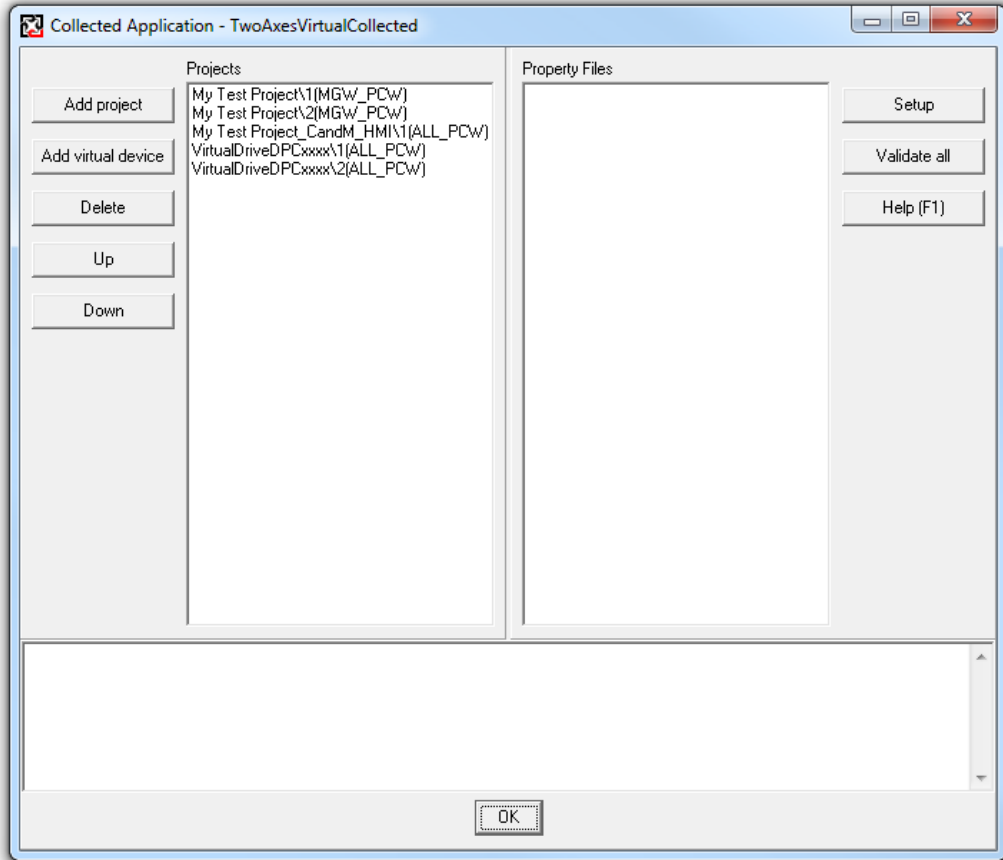 Collected Application - TwoAxesVirtualCollected
Projects
Property Files
Add project
Add virtual device
Delete
Up
Down
My Test Project\1(MGW_PCW)
My Test Project\2(MGW_PCW)
My Test Project_CandM_HMI\1(ALL_PCW)
VirtualDriveDPCxxxx\1(ALL_PCW)
VirtualDriveDPCxxxx\2(ALL_PCW)
Setup
Validate all
Help (F1)
OK